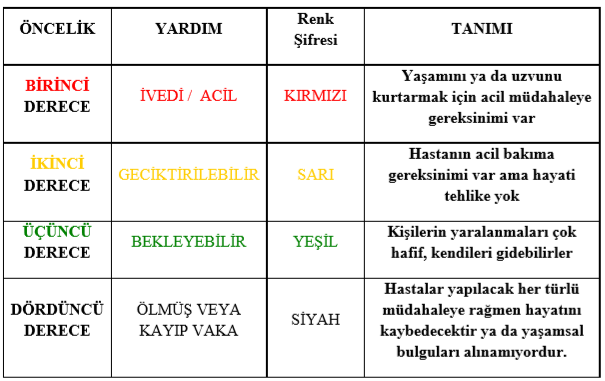 ÖNCELİK YARDIM Renk Şifresi TANIMI
BİRİNCİ DERECE İVEDİ / ACİL KIRMIZI Yaşamını ya da uzvunu
kurtarmak için acil müdahaleye
gereksinimi var
İKİNCİ DERECE GECİKTİRİLEBİLİR SARI Hastanın acil bakıma
gereksinimi var ama hayati
tehlike yok
ÜÇÜNCÜ DERECE BEKLEYEBİLİR YEŞİL Kişilerin yaralanmaları çok
hafif, kendileri gidebilirler
DÖRDÜNCÜ DERECE ÖLMÜŞ VEYA KAYIP VAKA SİYAH Hastalar yapılacak her türlü
müdahaleye rağmen hayatını
kaybedecektir ya da yaşamsal
bulguları alınamıyordur.